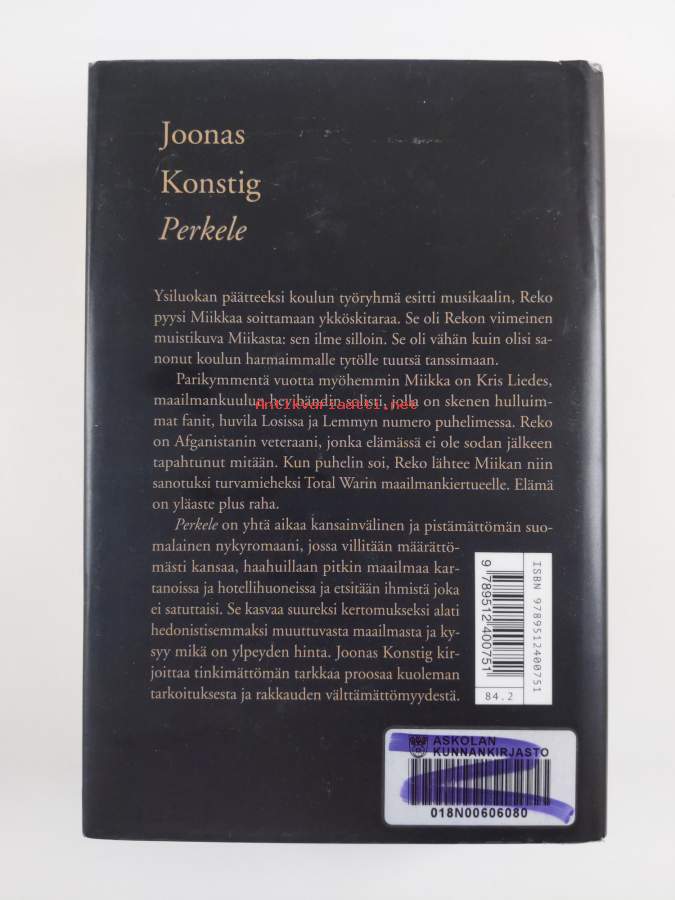 Joonas
Konstig
Perkele
Ysiluokan päätteeksi koulun työryhmä esitti musikaalin, Reko
pyysi Miikkaa soittamaan ykköskitaraa. Se oli Rekon viimeinen
muistikuva Miikasta: sen ilme silloin. Se oli vähän kuin olisi sa-
nonut koulun harmaimmalle tytölle tuutsä tanssimaan.
Parikymmentä vuotta myöhemmin Miikka on Kris Liedes,
maailmankuulun hevibändin solisti, jolla on skenen hulluim-
Antikvariaatti.net
mat fanit, huvila Losissa ja Lemmyn numero puhelimessa. Reko
on Afganistanin veteraani, jonka elämässä ei ole sodan jälkeen
tapahtunut mitään. Kun puhelin soi, Reko lähtee Miikan niin
sanotuksi turvamieheksi Total Warin maailmankiertueelle. Elämä
on yläaste plus raha.
Perkele on yhtä aikaa kansainvälinen ja pistämättömän suo-
malainen nykyromaani, jossa villitään määrättö-
mästi kansaa, haahuillaan pitkin maailmaa kar-
tanoissa ja hotellihuoneissa ja etsitään ihmistä joka
ei satuttaisi. Se kasvaa suureksi kertomukseksi alati
hedonistisemmaksi muuttuvasta maailmasta ja ky-
syy mikä on ylpeyden hinta. Joonas Konstig kir-
joittaa tinkimättömän tarkkaa proosaa kuoleman
tarkoituksesta ja rakkauden välttämättömyydestä.
ISBN 9789512400751
9 789512 400751
84.2
ASKOLAN
KUNNANKIRJASTO
018N00606080